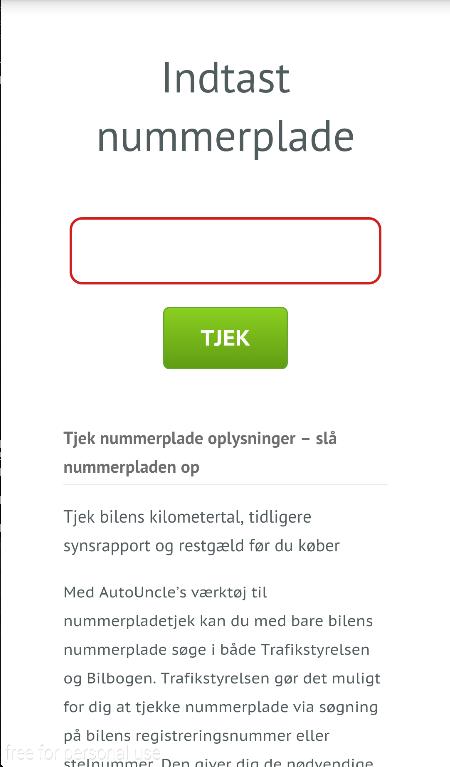 Indtast
nummerplade
TJEK
Tjek nummerplade oplysninger – slå
nummerpladen op
Tjek bilens kilometertal, tidligere
synsrapport og restgæld før du køber
Med AutoUncle's værktøj til
nummerpladetjek kan du med bare bilens
nummerplade søge i både Trafikstyrelsen
og Bilbogen. Trafikstyrelsen gør det muligt
for dig at tjekke nummerplade via søgning
på bilens registreringsnummer eller
free for personal use
stelnummer. Den giver dig de nødvendige